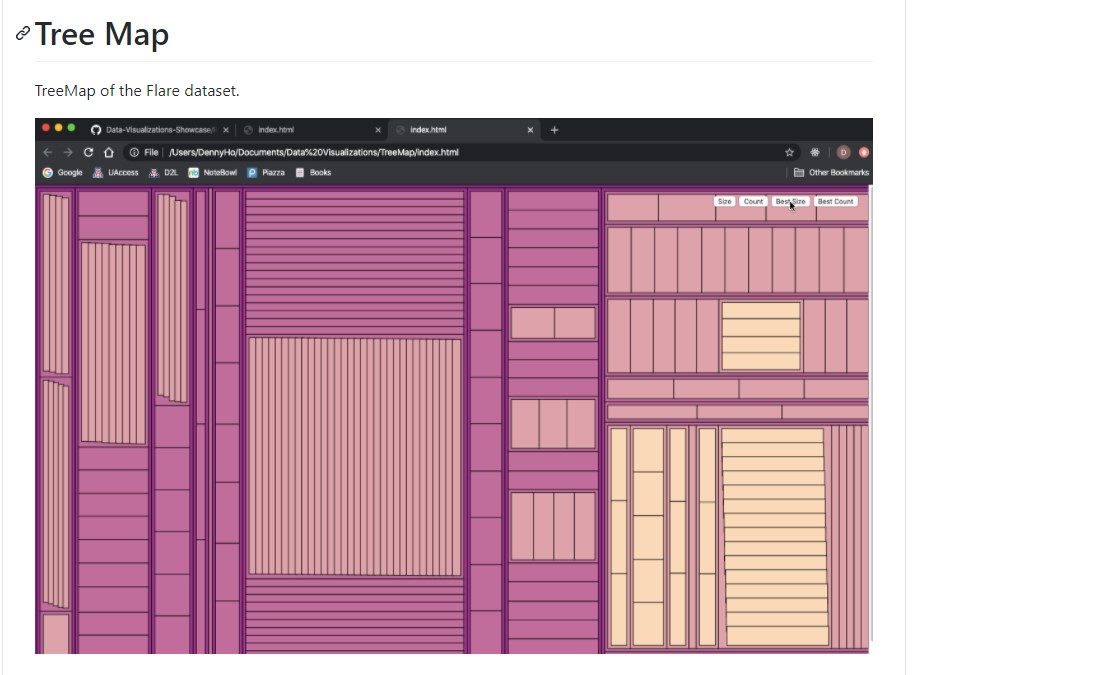 Tree Map
TreeMap of the Flare dataset.
Data-Visualizations-Showcase/
index.html
index.html
File
/Users/DennyHo/Documents/Data%20Visualizations/TreeMap/index.html
D
Google
UAccess
D2L
nb NoteBowl
P Piazza
Books
Other Bookmarks
Size
Count
Best Size
Best Count